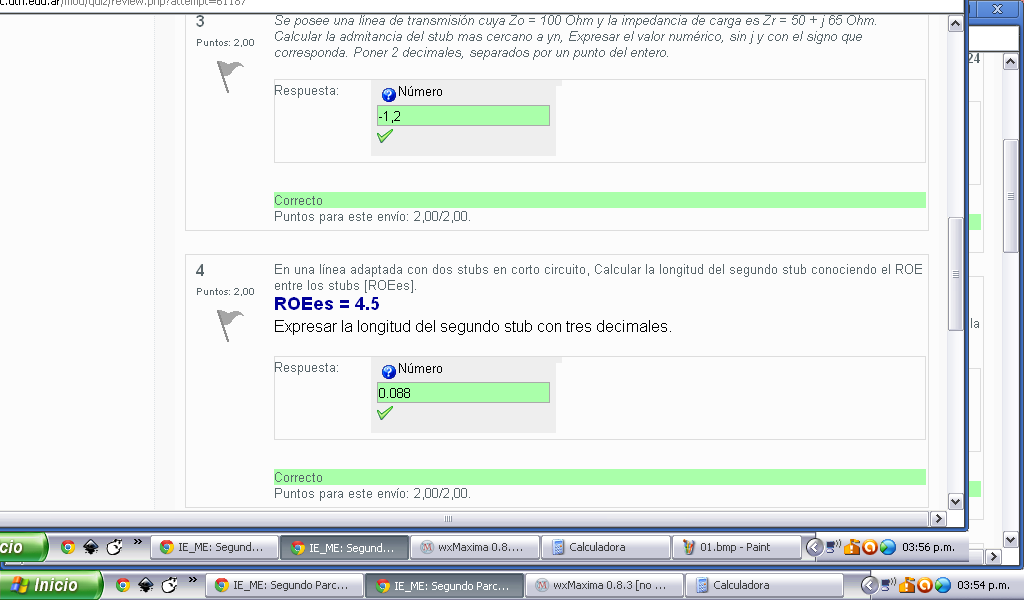 c.utn.edu.ar/mod/quiz/review.php?attempt=61187
3
Puntos: 2,00
Se posee una línea de transmisión cuya Zo = 100 Ohm y la impedancia de carga es Zr = 50 + j 65 Ohm.
Calcular la admitancia del stub mas cercano a yn, Expresar el valor numérico, sin j y con el signo que
corresponda. Poner 2 decimales, separados por un punto del entero.
Respuesta:
Número
-1,2
Correcto
Puntos para este envío: 2,00/2,00.
4
Puntos: 2,00
En una línea adaptada con dos stubs en corto circuito, Calcular la longitud del segundo stub conociendo el ROE
entre los stubs [ROEes].
ROEes = 4.5
Expresar la longitud del segundo stub con tres decimales.
Respuesta:
Número
0.088
Correcto
Puntos para este envío: 2,00/2,00.
24
la
cio
IE_ME: Segund...
IE_ME: Segund...
wxMaxima 0.8....
Calculadora
01.bmp - Paint
03:56 p.m.
Inicio
IE_ME: Segundo Parc...
IE_ME: Segundo Parc...
wxMaxima 0.8.3 [no ...
Calculadora
03:54 p.m.